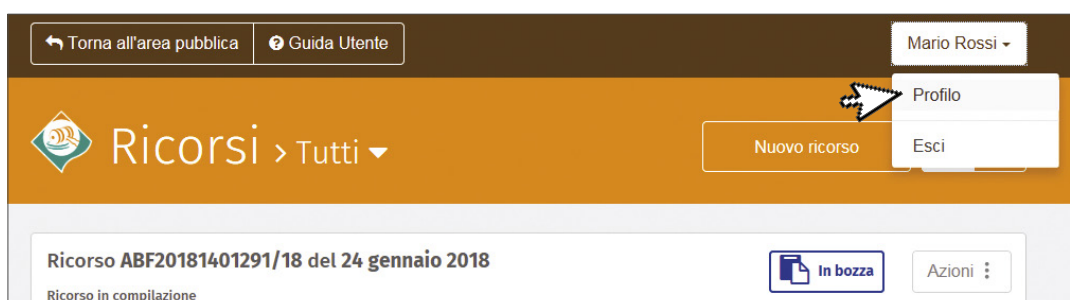 Torna all'area pubblica Guida Utente Mario Rossi
Profilo
Ricorsi > Tutti Nuovo ricorso Esci
Ricorso ABF20181401291/18 del 24 gennaio 2018 In bozza Azioni
Ricorso in compilazione